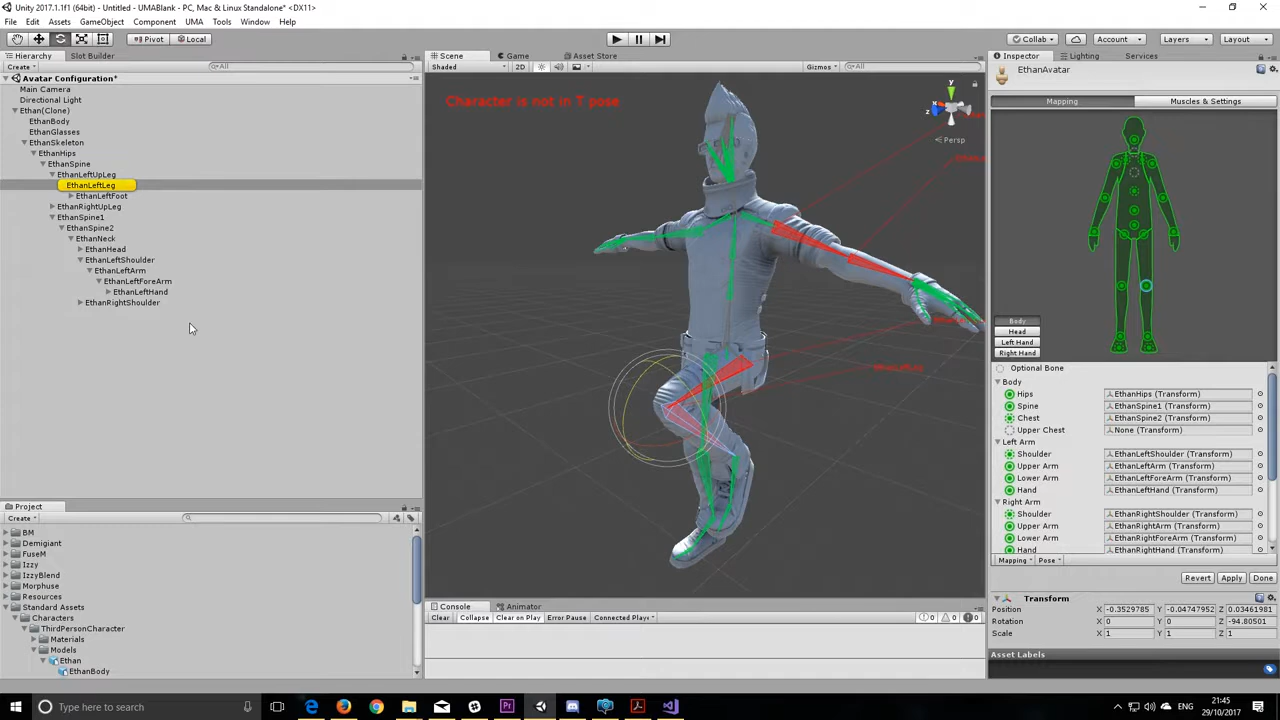 Unity 2017.1.1f1 (64bit) - Untitled - UMABlank - PC, Mac & Linux Standalone* <DX11>
File Edit Assets GameObject Component UMA Tools Window Help
Pivot Local Collab Account Layers Layout
Hierarchy Slot Builder
Create All
Avatar Configuration*
Main Camera
Directional Light
Ethan(Clone)
EthanBody
EthanGlasses
EthanSkeleton
EthanHips
EthanSpine
EthanLeftUpLeg
EthanLeftLeg
EthanLeftFoot
EthanRightUpLeg
EthanSpine1
EthanSpine2
EthanNeck
EthanHead
EthanLeftShoulder
EthanLeftArm
EthanLeftForeArm
EthanLeftHand
EthanRightShoulder
Project
Create
BM
Demigiant
FuseM
Izzy
IzzyBlend
Morphuse
Resources
Standard Assets
Characters
ThirdPersonCharacter
Materials
Models
Ethan
EthanBody
Scene Game Asset Store
Shaded 2D Gizmos All
Character is not in T pose
y
x
z
Persp
Console Animator
Clear Collapse Clear on Play Error Pause Connected Play 0 0 0
Inspector Lighting Services
EthanAvatar
Mapping Muscles & Settings
Body
Head
Left Hand
Right Hand
Optional Bone
Body
Hips EthanHips (Transform)
Spine EthanSpine1 (Transform)
Chest EthanSpine2 (Transform)
Upper Chest None (Transform)
Left Arm
Shoulder EthanLeftShoulder (Transform)
Upper Arm EthanLeftArm (Transform)
Lower Arm EthanLeftForeArm (Transform)
Hand EthanLeftHand (Transform)
Right Arm
Shoulder EthanRightShoulder (Transform)
Upper Arm EthanRightArm (Transform)
Lower Arm EthanRightForeArm (Transform)
Hand EthanRightHand (Transform)
Mapping Pose
Revert Apply Done
Transform
Position X -0.3529785 Y -0.04747952 Z 0.03461981
Rotation X 0 Y 0 Z -94.80501
Scale X 1 Y 1 Z 1
Asset Labels
Type here to search
ENG
21:45
29/10/2017